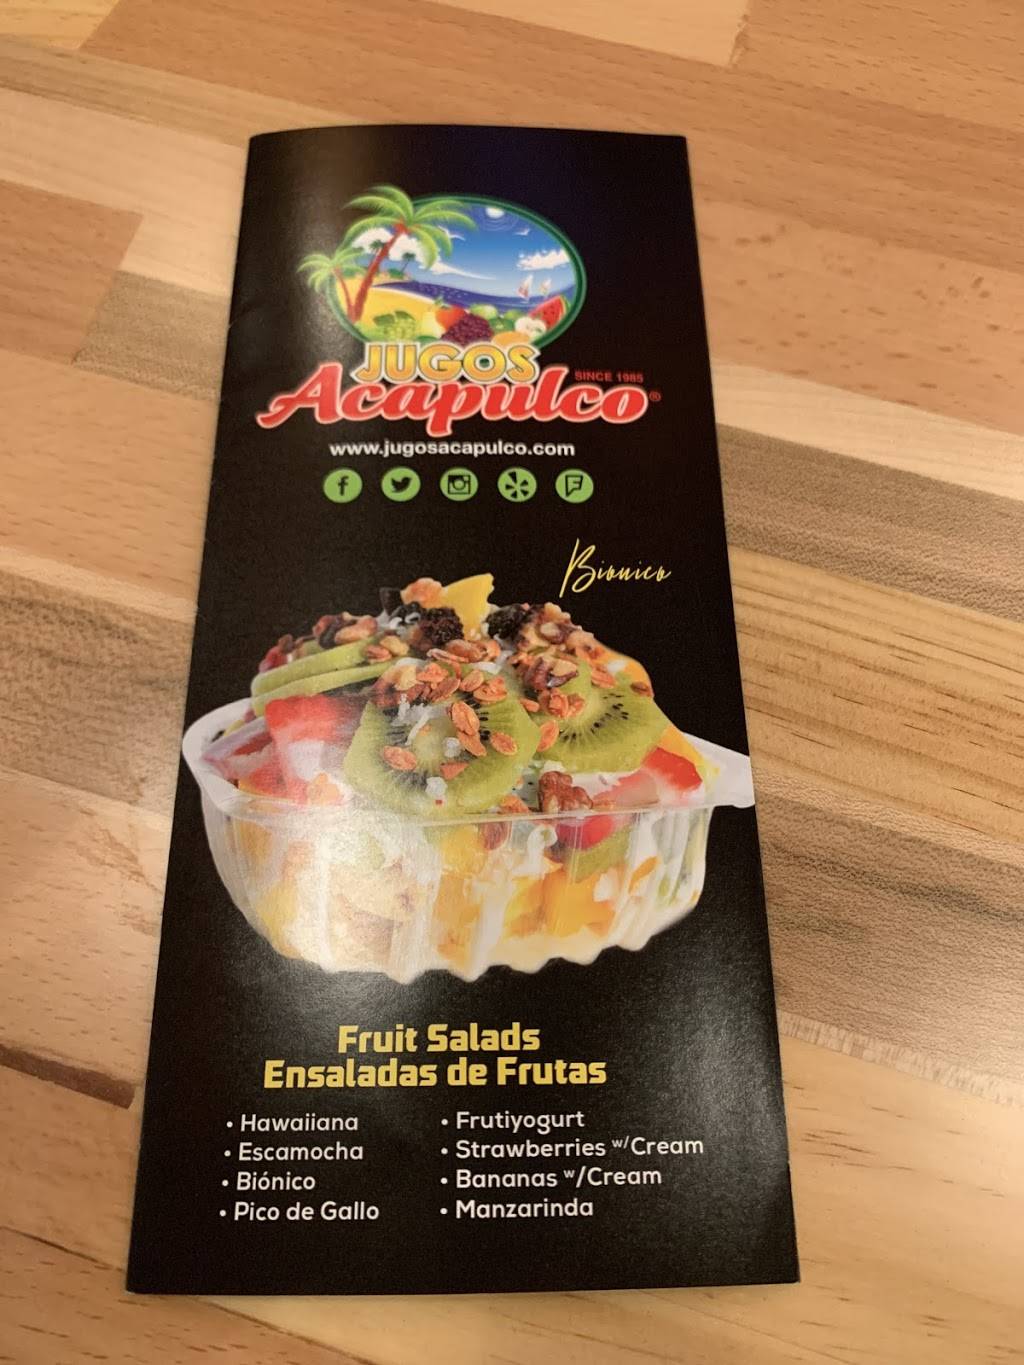 JUGOS
Acapulco®
SINCE 1985
www.jugosacapulco.com
Bionico
Fruit Salads
Ensaladas de Frutas
• Hawaiiana
• Escamocha
• Biónico
• Pico de Gallo
• Frutiyogurt
• Strawberries w/Cream
• Bananas w/Cream
• Manzarinda